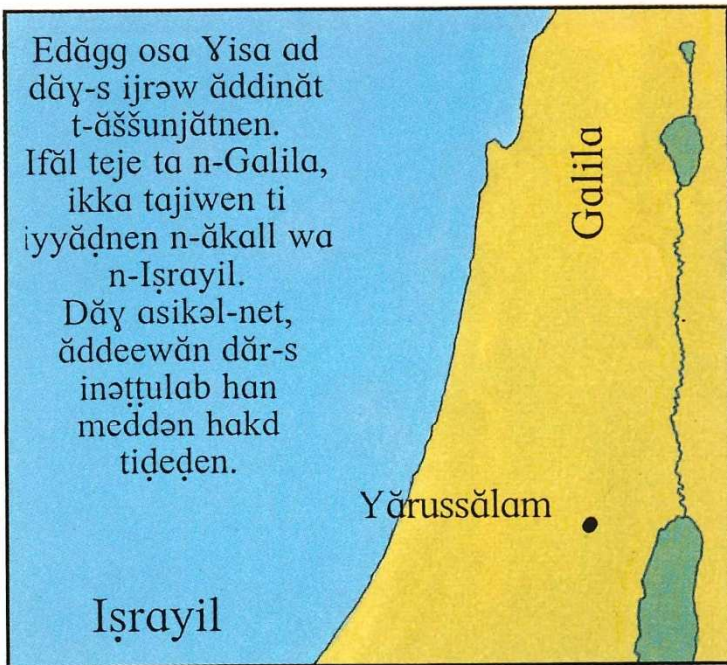 Edăgg osa Ɣisa ad
dăɣ-s ijrəw ăddinăt
t-ăššunjătnen.
Ifăl teje ta n-Galila,
ikka tajiwen ti
iyyăḍnen n-ăkall wa
n-Iṣrayil.
Dăɣ asikəl-net,
ăddeewăn dăr-s
inəṭṭulab han
meddən hakd
tiḍeḍen.
Galila
Yărussălam
Iṣrayil